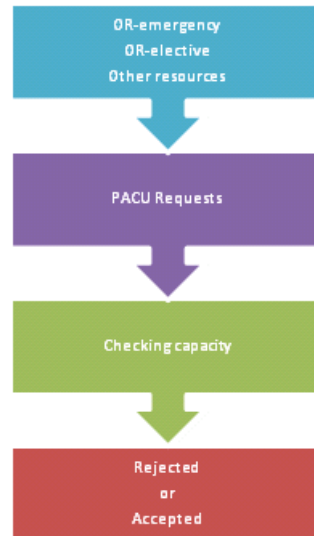 OR-emergency
OR-elective
Other resources
PACU Requests
Checking capacity
Rejected
or
Accepted